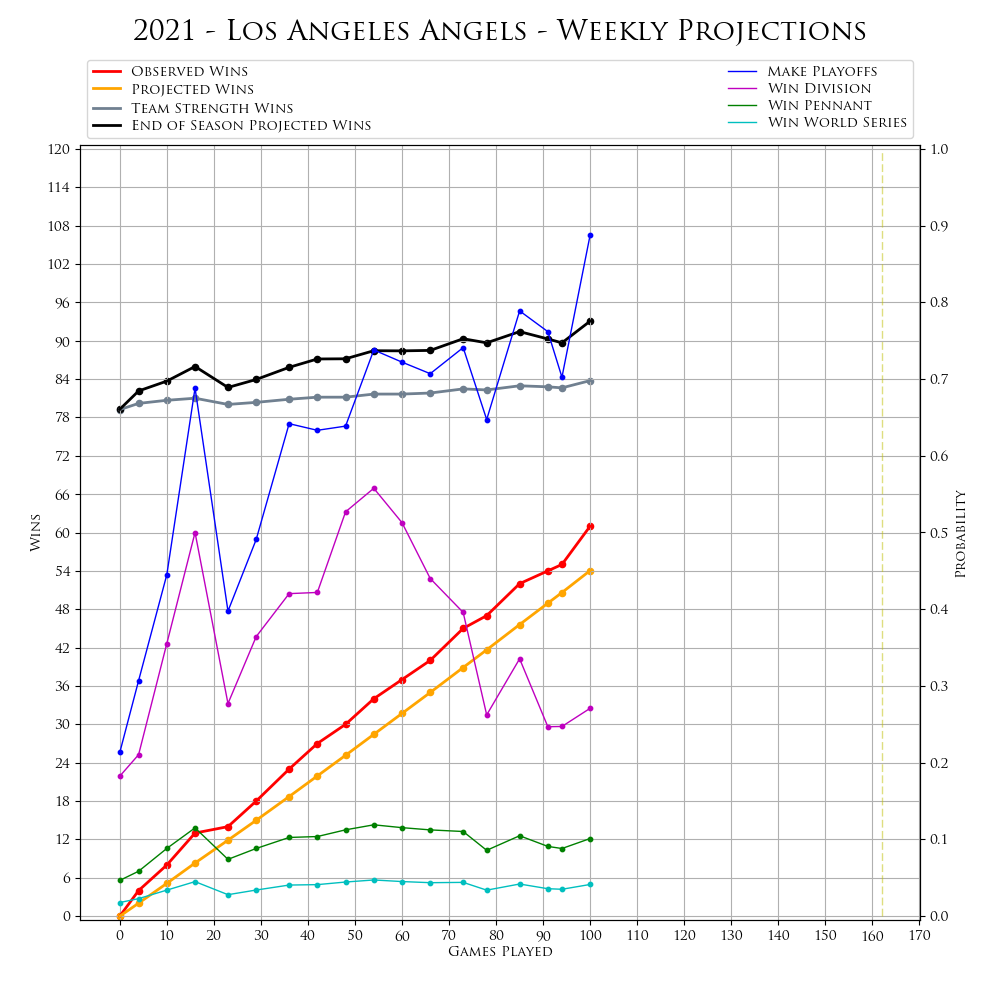 2021 - Los Angeles Angels - Weekly Projections
Observed Wins
Projected Wins
Team Strength Wins
End of Season Projected Wins
Make Playoffs
Win Division
Win Pennant
Win World Series
120
114
108
102
96
90
84
78
72
66
60
54
48
42
36
30
24
18
12
6
0
Wins
1.0
0.9
0.8
0.7
0.6
0.5
0.4
0.3
0.2
0.1
0.0
Probability
0 10 20 30 40 50 60 70 80 90 100 110 120 130 140 150 160 170
Games Played